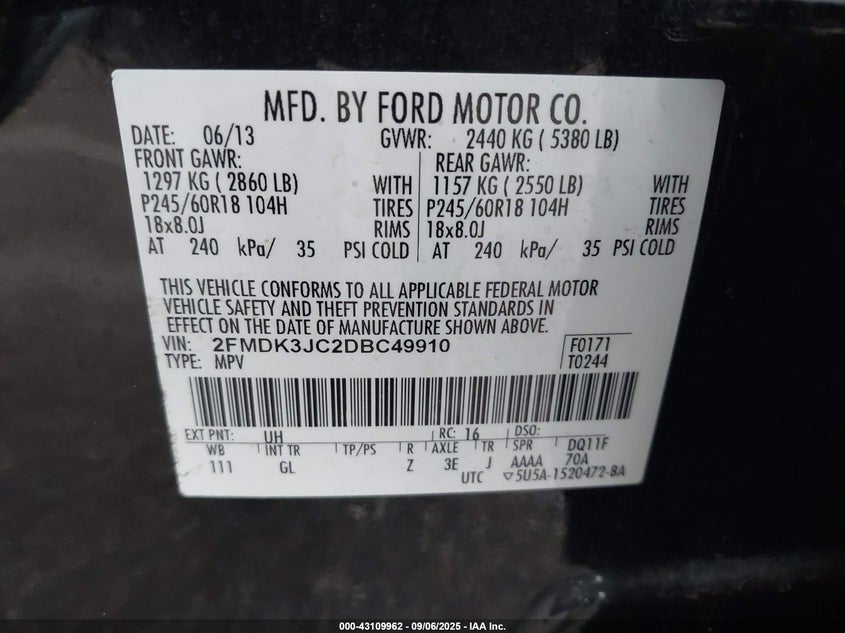 MFD. BY FORD MOTOR CO.
DATE: 06/13 GVWR: 2440 KG ( 5380 LB)
FRONT GAWR: REAR GAWR:
1297 KG ( 2860 LB) WITH 1157 KG ( 2550 LB) WITH
P245/60R18 104H TIRES P245/60R18 104H TIRES
18x8.0J RIMS 18x8.0J RIMS
AT 240 kPa/ 35 PSI COLD AT 240 kPa/ 35 PSI COLD
THIS VEHICLE CONFORMS TO ALL APPLICABLE FEDERAL MOTOR
VEHICLE SAFETY AND THEFT PREVENTION STANDARDS IN
EFFECT ON THE DATE OF MANUFACTURE SHOWN ABOVE.
VIN: 2FMDK3JC2DBC49910 F0171
TYPE: MPV T0244
EXT PNT: UH RC: 16 DSO:
WB INT TR TP/PS R AXLE TR SPR DQ11F
111 GL Z 3E J AAAA 70A
UTC ▽5U5A-1520472-BA
000-43109962 - 09/06/2025 - IAA Inc.